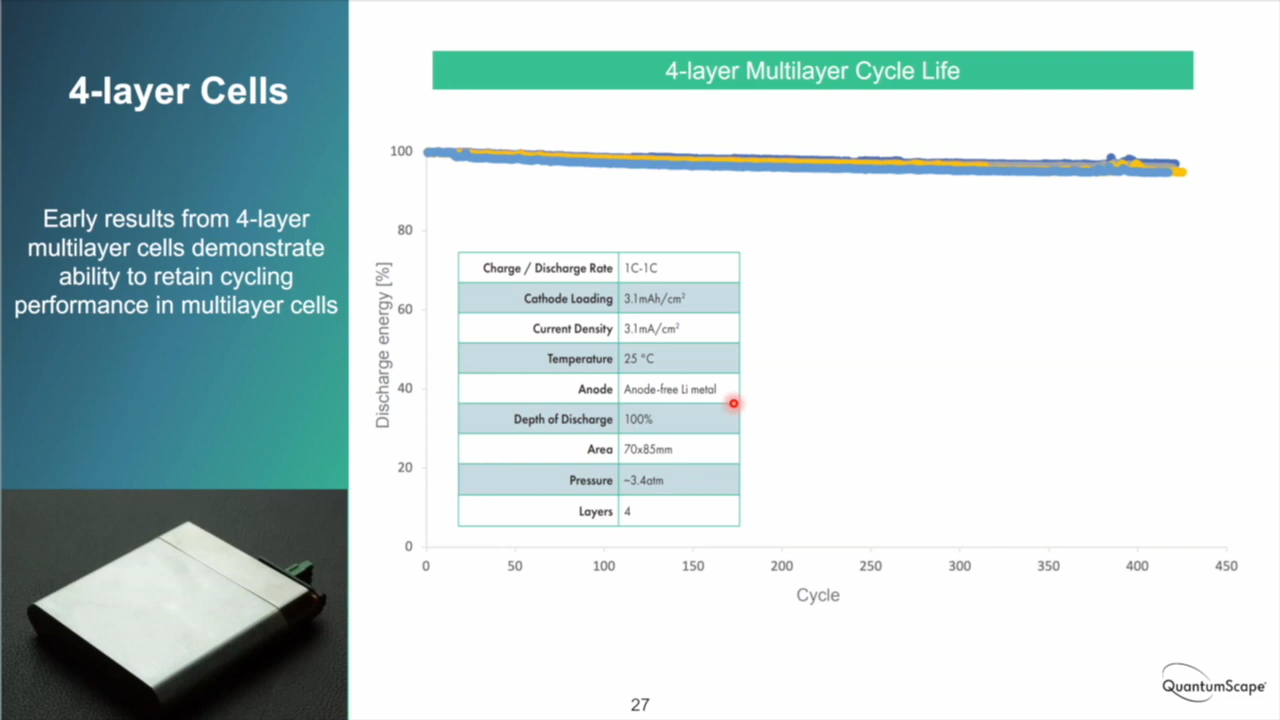 4-layer Cells
Early results from 4-layer
multilayer cells demonstrate
ability to retain cycling
performance in multilayer cells
4-layer Multilayer Cycle Life
100
80
60
40
20
0
Discharge energy [%]
Charge / Discharge Rate 1C-1C
Cathode Loading 3.1mAh/cm²
Current Density 3.1mA/cm²
Temperature 25 °C
Anode Anode-free Li metal
Depth of Discharge 100%
Area 70x85mm
Pressure ~3.4atm
Layers 4
0 50 100 150 200 250 300 350 400 450
Cycle
27
QuantumScape